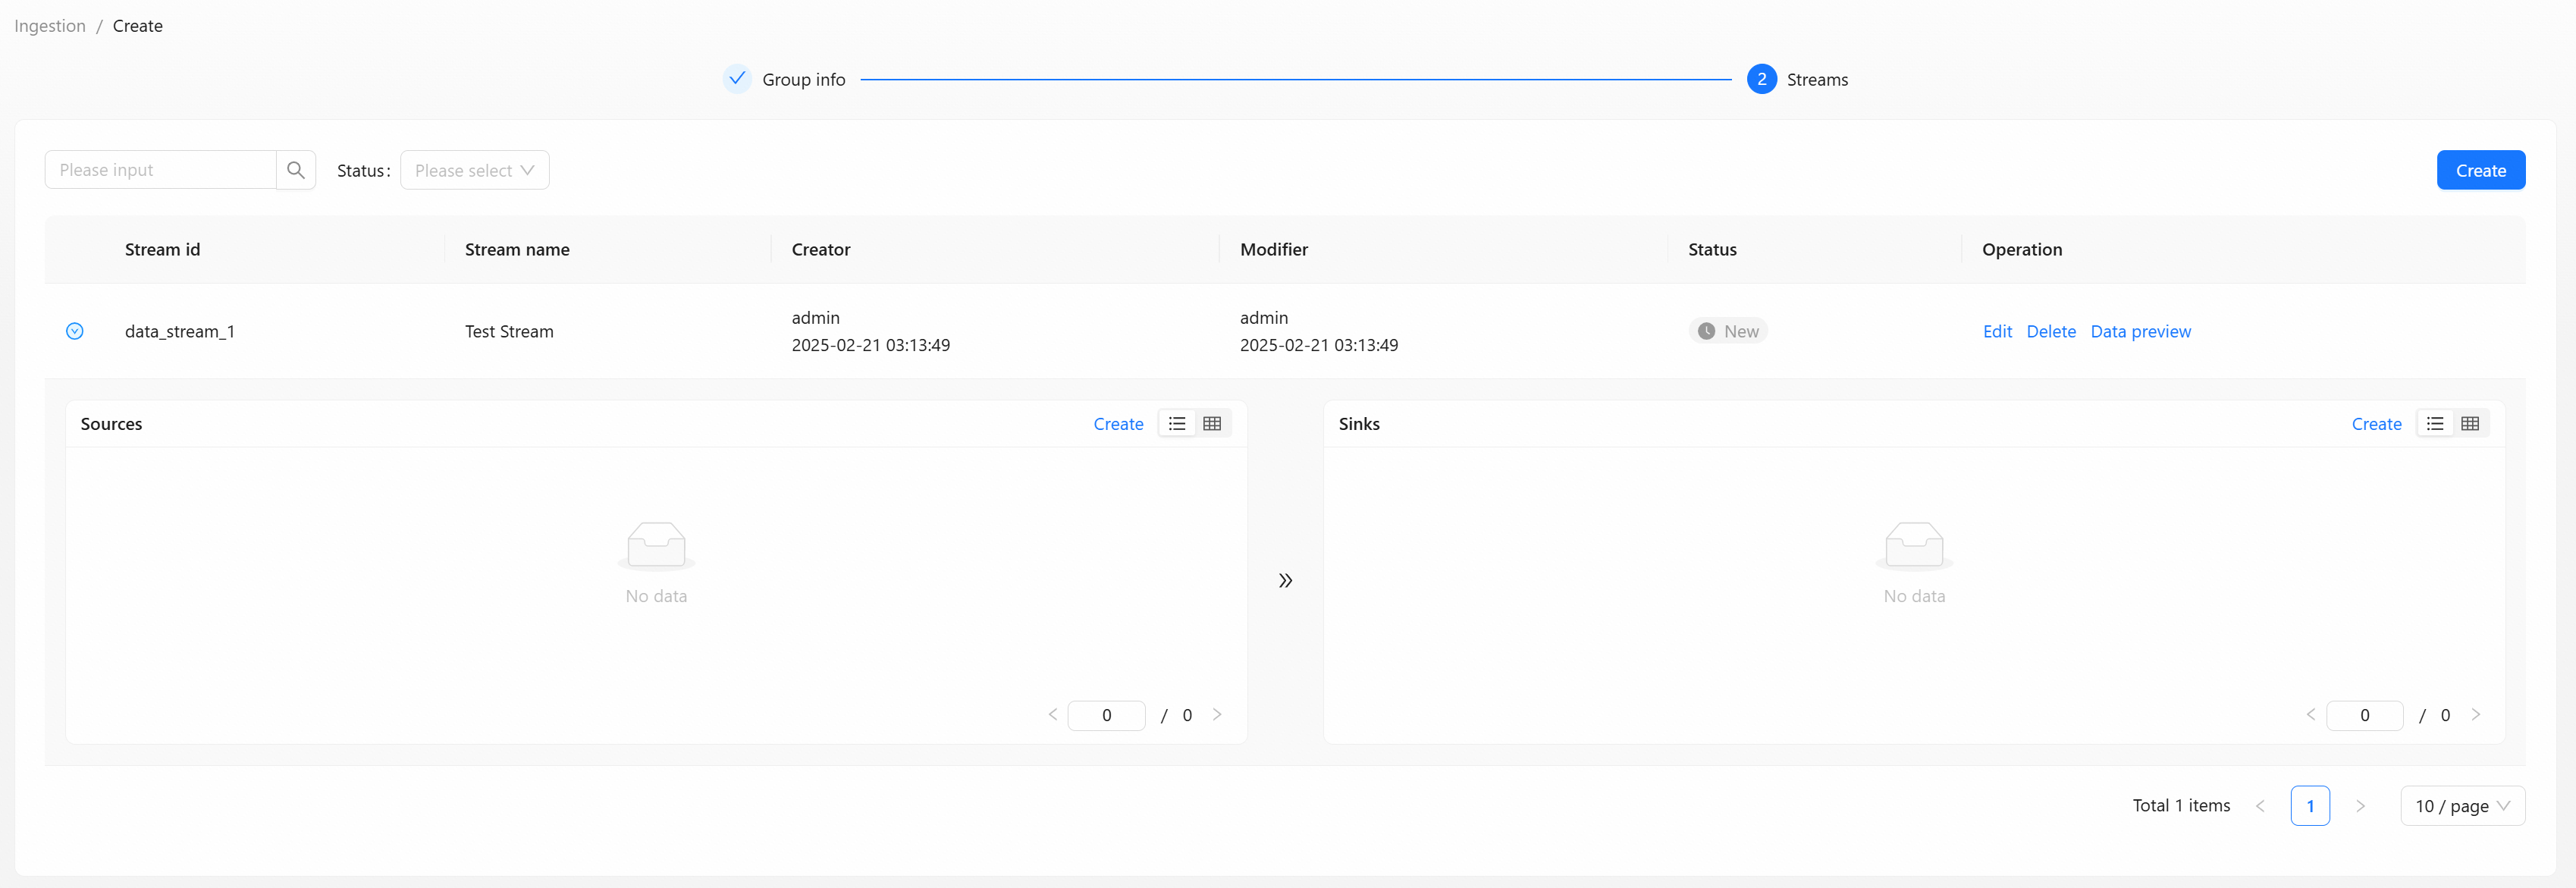 Ingestion / Create
Group info
2 Streams
Please input
Status: Please select
Create
Stream id Stream name Creator Modifier Status Operation
data_stream_1 Test Stream admin 2025-02-21 03:13:49 admin 2025-02-21 03:13:49 New Edit Delete Data preview
Sources Create
No data
0 / 0
Sinks Create
No data
0 / 0
Total 1 items 1 10 / page